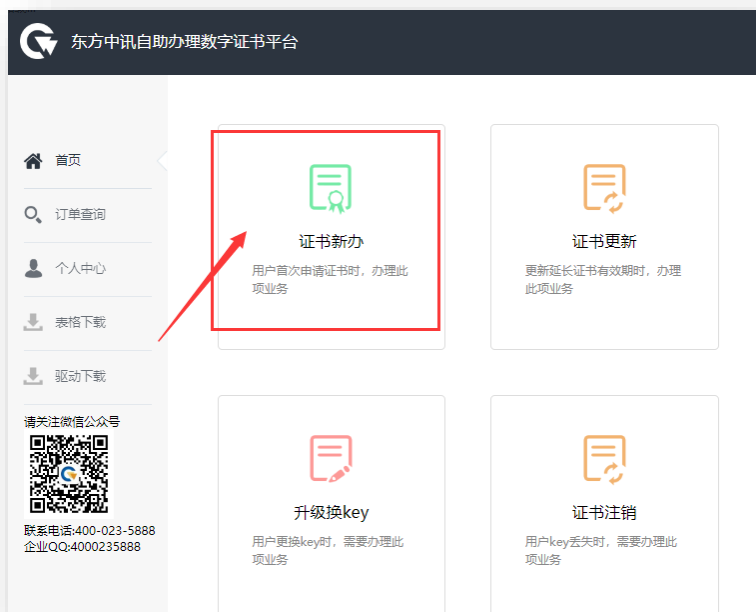 东方中讯自助办理数字证书平台
首页
订单查询
个人中心
表格下载
驱动下载
请关注微信公众号
联系电话:400-023-5888
企业QQ:4000235888
证书新办
用户首次申请证书时，办理此
项业务
证书更新
更新延长证书有效期时，办理
此项业务
升级换key
用户更换key时，需要办理此
项业务
证书注销
用户key丢失时，需要办理此
项业务